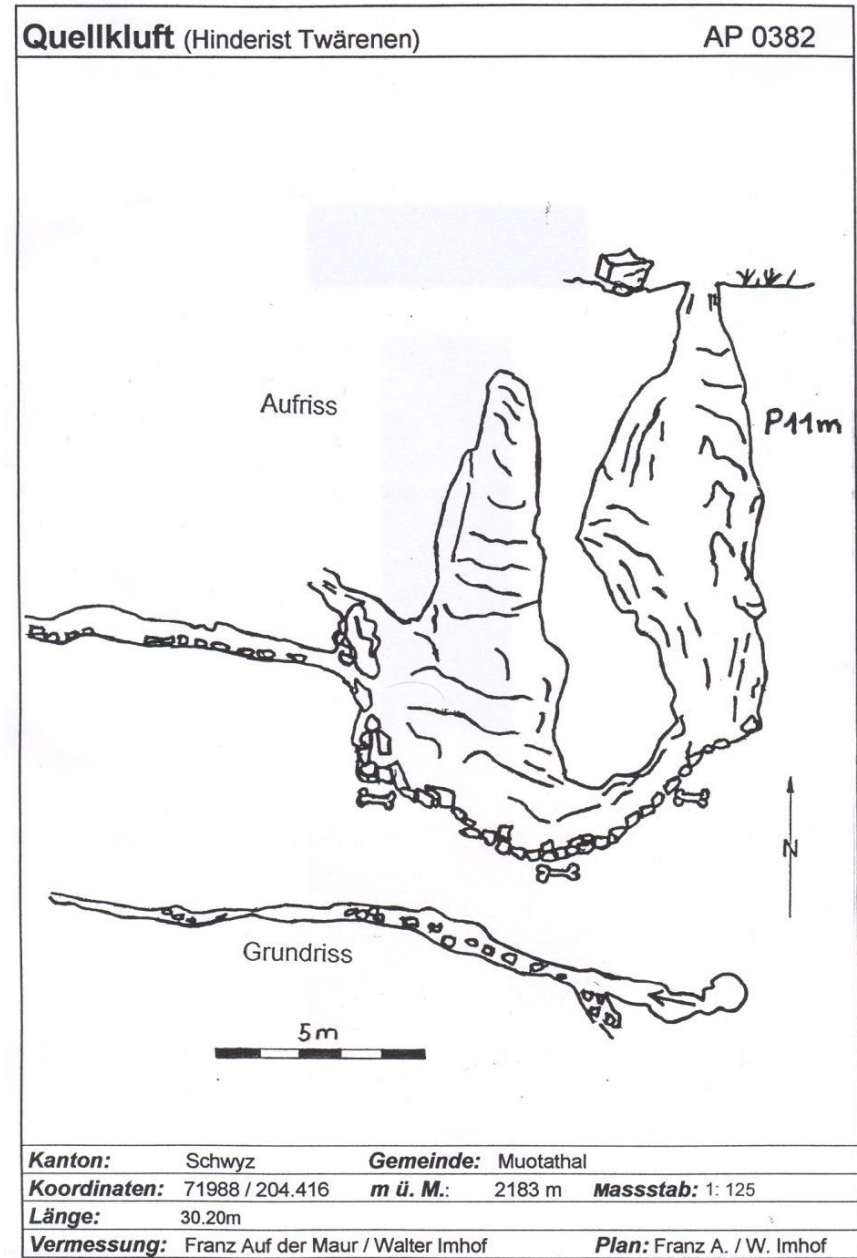 Quellkluft (Hinderist Twärenen) AP 0382
Aufriss
P11m
N
Grundriss
5m
Kanton: Schwyz Gemeinde: Muotathal
Koordinaten: 71988 / 204.416 m ü. M.: 2183 m Massstab: 1: 125
Länge: 30.20m
Vermessung: Franz Auf der Maur / Walter Imhof Plan: Franz A. / W. Imhof